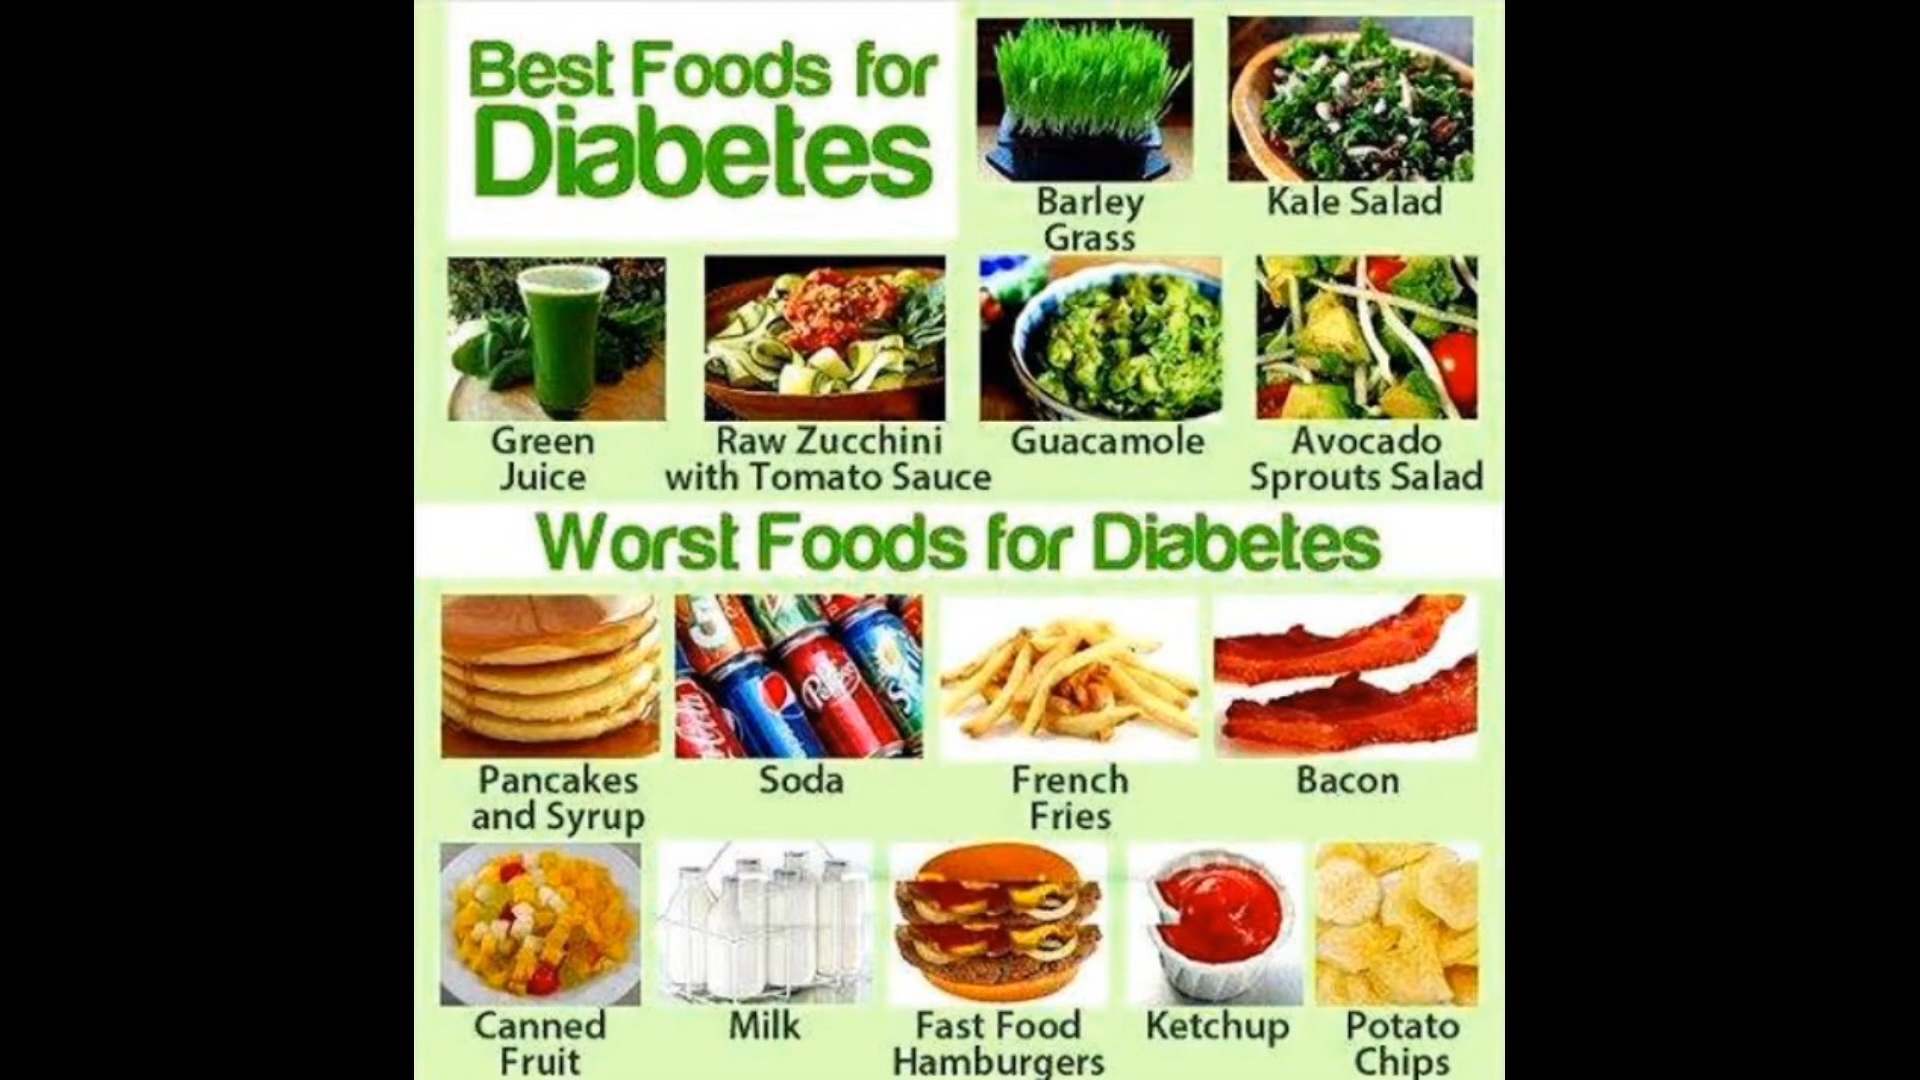 Best Foods for
Diabetes
Barley
Grass
Kale Salad
Green
Juice
Raw Zucchini
with Tomato Sauce
Guacamole
Avocado
Sprouts Salad
Worst Foods for Diabetes
Pancakes
and Syrup
Soda
French
Fries
Bacon
Canned
Fruit
Milk
Fast Food
Hamburgers
Ketchup
Potato
Chips